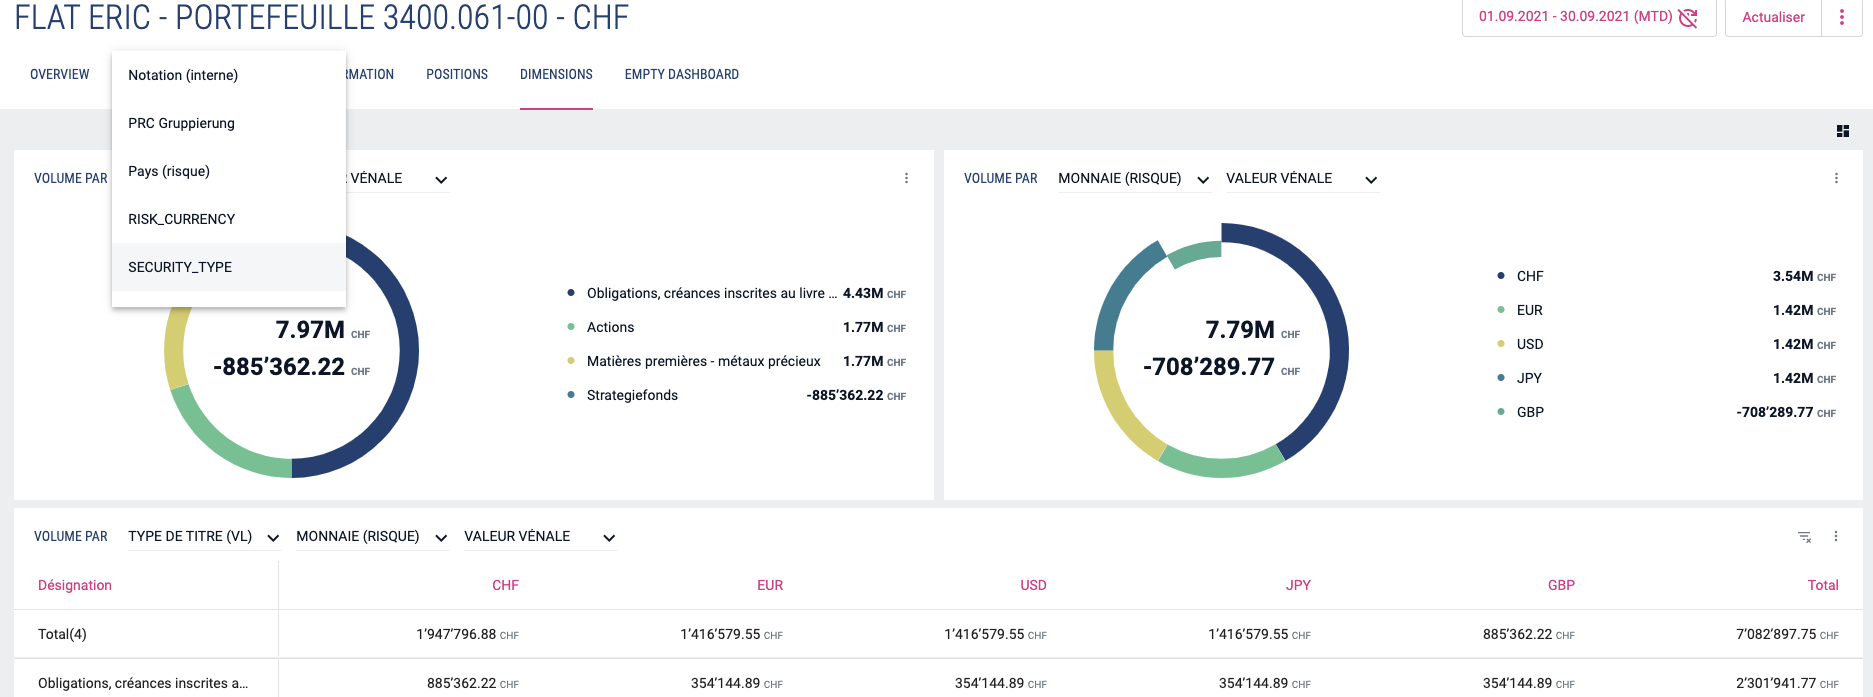 FLAT ERIC - PORTEFEUILLE 3400.061-00 - CHF
01.09.2021 - 30.09.2021 (MTD)
Actualiser
OVERVIEW
RMATION
POSITIONS
DIMENSIONS
EMPTY DASHBOARD
Notation (interne)
PRC Gruppierung
Pays (risque)
RISK_CURRENCY
SECURITY_TYPE
VOLUME PAR
VÉNALE
7.97M CHF
-885’362.22 CHF
Obligations, créances inscrites au livre ... 4.43M CHF
Actions 1.77M CHF
Matières premières - métaux précieux 1.77M CHF
Strategiefonds -885’362.22 CHF
VOLUME PAR MONNAIE (RISQUE) VALEUR VÉNALE
7.79M CHF
-708’289.77 CHF
CHF 3.54M CHF
EUR 1.42M CHF
USD 1.42M CHF
JPY 1.42M CHF
GBP -708’289.77 CHF
VOLUME PAR TYPE DE TITRE (VL) MONNAIE (RISQUE) VALEUR VÉNALE
Désignation CHF EUR USD JPY GBP Total
Total(4) 1’947’796.88 CHF 1’416’579.55 CHF 1’416’579.55 CHF 1’416’579.55 CHF 885’362.22 CHF 7’082’897.75 CHF
Obligations, créances inscrites a... 885’362.22 CHF 354’144.89 CHF 354’144.89 CHF 354’144.89 CHF 354’144.89 CHF 2’301’941.77 CHF